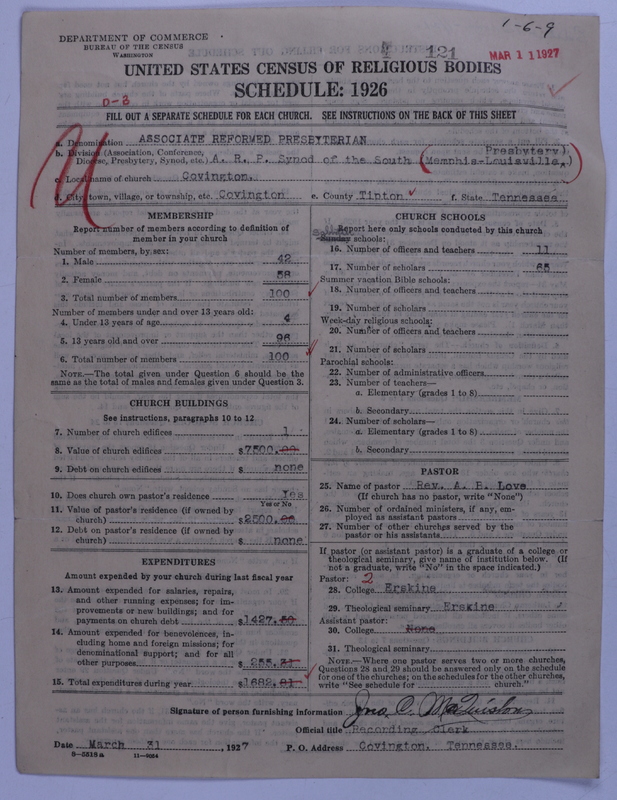 1-6-9
DEPARTMENT OF COMMERCE
BUREAU OF THE CENSUS
WASHINGTON
4 121
MAR 11 1927
UNITED STATES CENSUS OF RELIGIOUS BODIES
SCHEDULE: 1926
D-3
FILL OUT A SEPARATE SCHEDULE FOR EACH CHURCH. SEE INSTRUCTIONS ON THE BACK OF THIS SHEET
a. Denomination ASSOCIATE REFORMED PRESBYTERIAN
b. Division (Association, Conference, Diocese, Presbytery, Synod, etc.) A. R. P. Synod of the South (Memphis-Louisville, Presbytery)
c. Local name of church Covington.
d. City, town, village, or township, etc. Covington e. County Tipton f. State Tennessee
MEMBERSHIP
Report number of members according to definition of
member in your church
Number of members, by sex:
1. Male 42
2. Female 58
3. Total number of members 100
Number of members under and over 13 years old:
4. Under 13 years of age 4
5. 13 years old and over 96
6. Total number of members 100
NOTE.—The total given under Question 6 should be the
same as the total of males and females given under Question 3.
CHURCH BUILDINGS
See instructions, paragraphs 10 to 12
7. Number of church edifices 1
8. Value of church edifices $7500.00
9. Debt on church edifices $ none
10. Does church own pastor's residence Yes
Yes or No
11. Value of pastor's residence (if owned by
church) $2500.00
12. Debt on pastor's residence (if owned by
church) $ none
EXPENDITURES
Amount expended by your church during last fiscal year
13. Amount expended for salaries, repairs,
and other running expenses; for im-
provements or new buildings; and for
payments on church debt $1427.50
14. Amount expended for benevolences, in-
cluding home and foreign missions; for
denominational support; and for all
other purposes $ 255.31
15. Total expenditures during year $1682.81
CHURCH SCHOOLS
Report here only schools conducted by this church
Sunday schools:
16. Number of officers and teachers 11
17. Number of scholars 65
Summer vacation Bible schools:
18. Number of officers and teachers
19. Number of scholars
Week-day religious schools:
20. Number of officers and teachers
21. Number of scholars
Parochial schools:
22. Number of administrative officers
23. Number of teachers—
a. Elementary (grades 1 to 8)
b. Secondary
24. Number of scholars—
a. Elementary (grades 1 to 8)
b. Secondary
PASTOR
25. Name of pastor Rev. A. B. Love
(If church has no pastor, write "None")
26. Number of ordained ministers, if any, em-
ployed as assistant pastors
27. Number of other churches served by the
pastor or his assistants
If pastor (or assistant pastor) is a graduate of a college or
theological seminary, give name of institution below. (If
not a graduate, write "No" in the space indicated.)
Pastor: 2
28. College Erskine
29. Theological seminary Erskine
Assistant pastor:
30. College None
31. Theological seminary
NOTE.—Where one pastor serves two or more churches,
Questions 28 and 29 should be answered only on the schedule
for one of the churches; on the schedules for the other churches,
write "See schedule for church."
Signature of person furnishing information Jno. C. McQuiston
Official title Recording Clerk
Date March 31, 1927 P. O. Address Covington, Tennessee.
9-5518a 11-9084